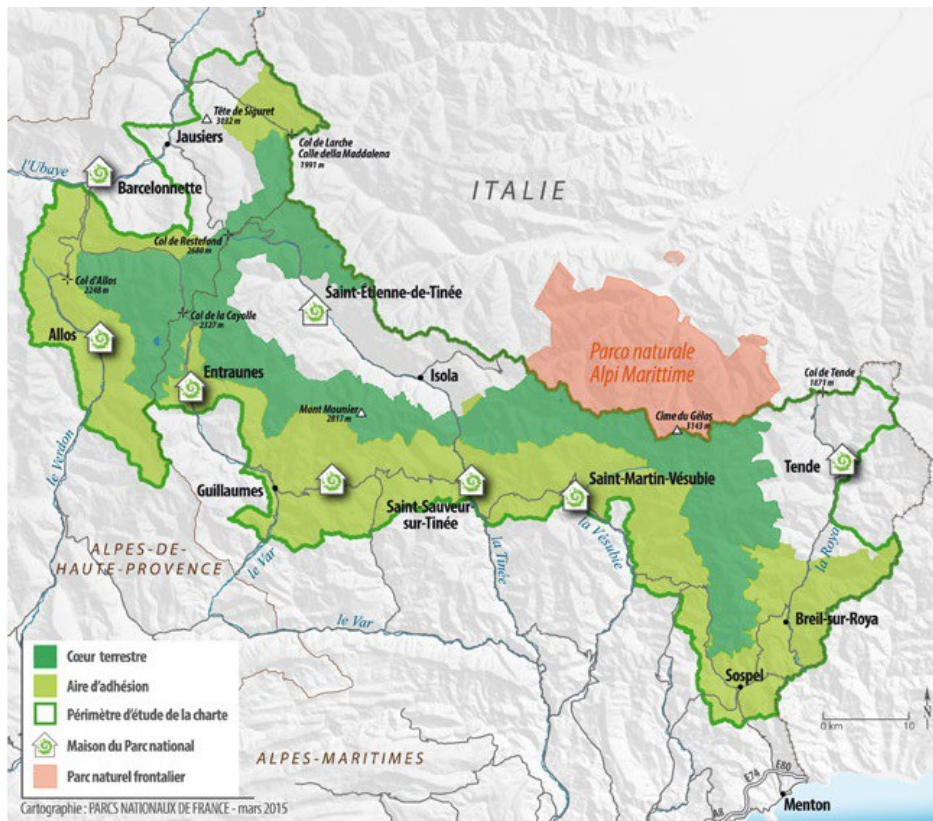 Tête de Siguret
3032 m
Jausiers
Col de Larche
Colle della Maddalena
1991 m
l'Ubaye
Barcelonnette
ITALIE
Col de Restefond
2680 m
Col d'Allos
2248 m
Saint-Étienne-de-Tinée
Col de la Cayolle
2327 m
Allos
Parco naturale
Alpi Marittime
Entraunes
Isola
Col de Tende
1871 m
Mont Mounier
2817 m
Cime du Gélas
3143 m
le Verdon
Tende
Guillaumes
Saint-Martin-Vésubie
Saint-Sauveur-
sur-Tinée
ALPES-DE-
HAUTE-PROVENCE
le Var
la Tinée
la Vésubie
la Roya
le Var
Breil-sur-Roya
Sospel
Cœur terrestre
Aire d'adhésion
Périmètre d'étude de la charte
Maison du Parc national
Parc naturel frontalier
0 km
10
N
ALPES-MARITIMES
E74
E80
A8
Menton
Cartographie : PARCS NATIONAUX DE FRANCE - mars 2015